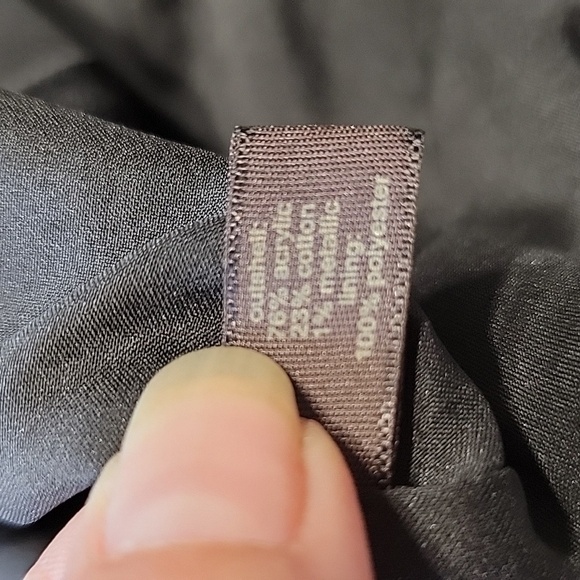 outshell:
76% acrylic
23% cotton
1% metallic
lining:
100% polyester